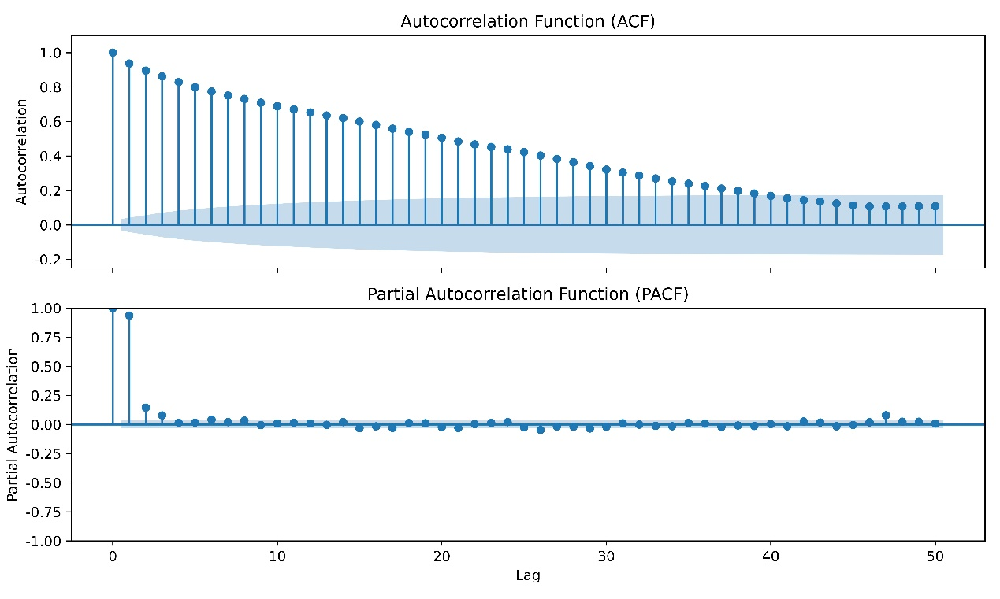 Autocorrelation Function (ACF)
Autocorrelation
1.0
0.8
0.6
0.4
0.2
0.0
-0.2
Partial Autocorrelation Function (PACF)
Partial Autocorrelation
1.00
0.75
0.50
0.25
0.00
-0.25
-0.50
-0.75
-1.00
0 10 20 30 40 50
Lag